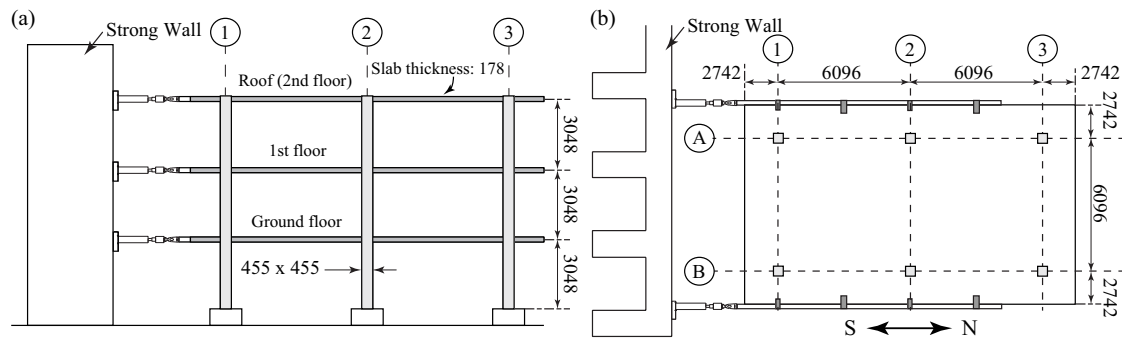 (a)
Strong Wall
1
2
3
Roof (2nd floor)
Slab thickness: 178
1st floor
Ground floor
455 x 455
3048
3048
3048
(b)
Strong Wall
1
2
3
2742
6096
6096
2742
A
B
2742
6096
2742
S
N